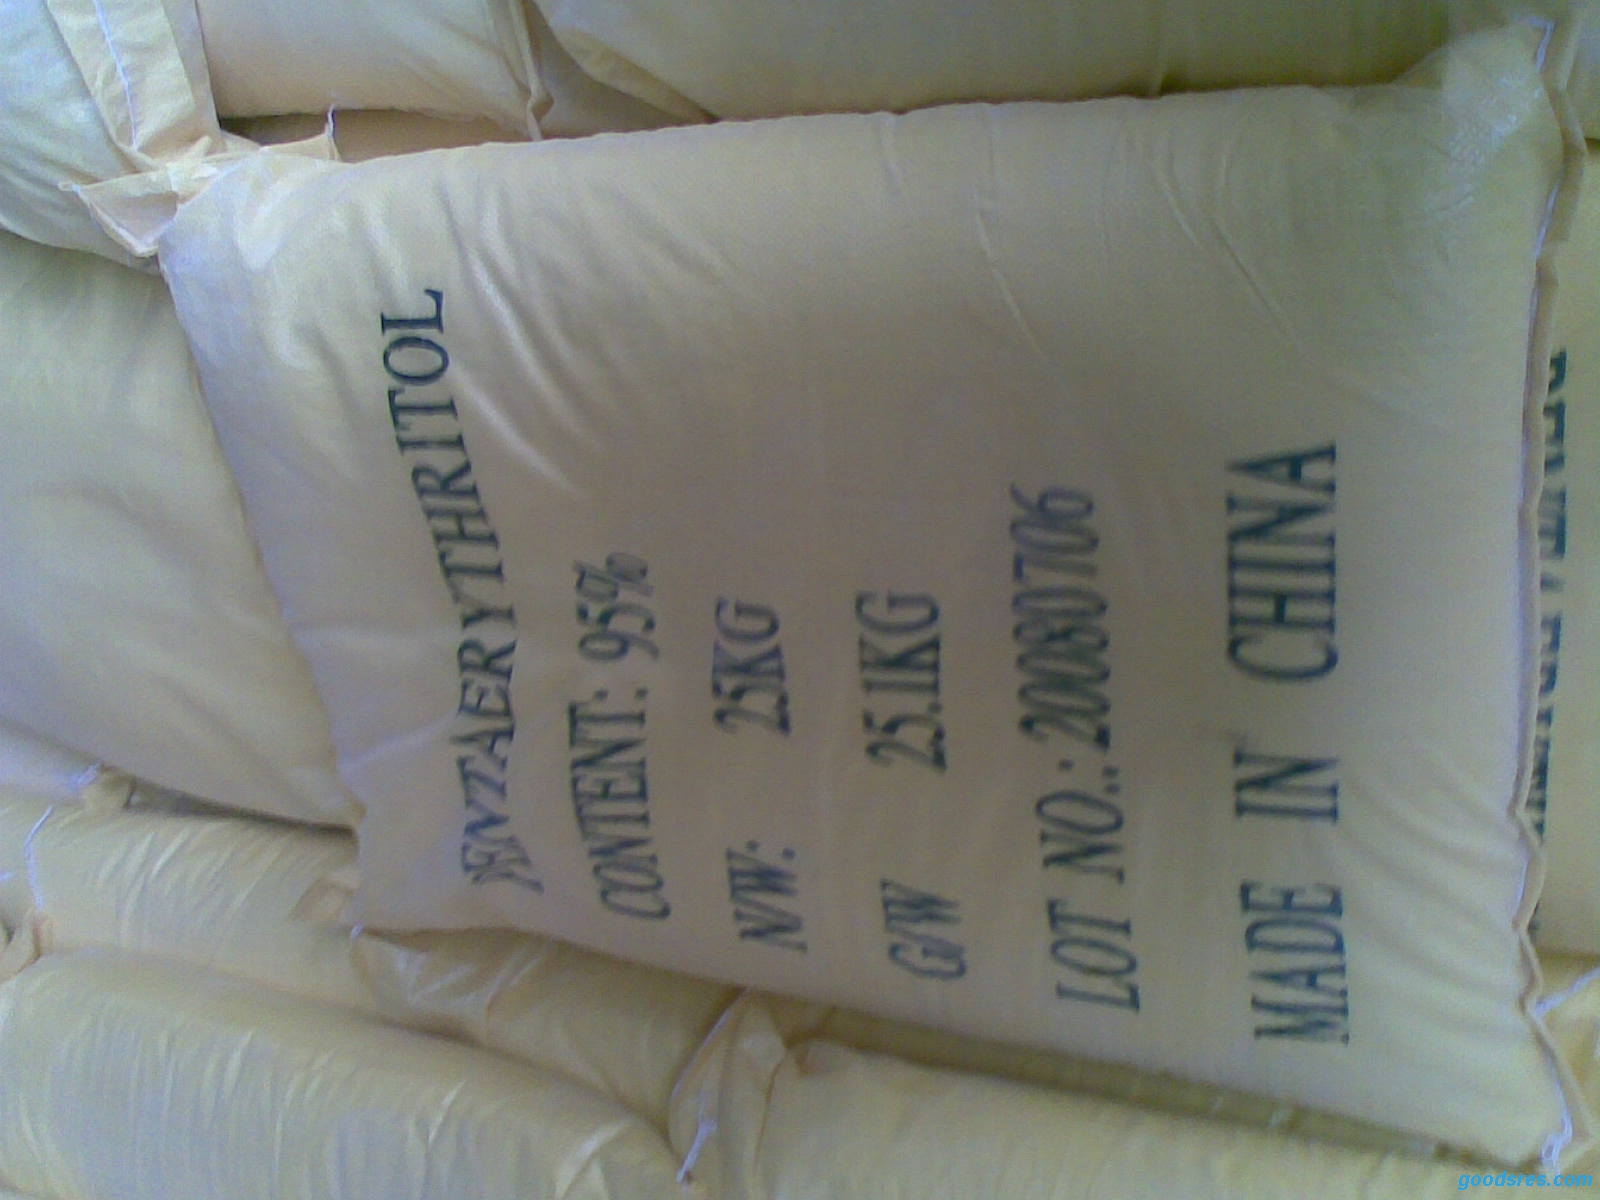 PENTAERYTHRITOL
CONTENT: 95%
N/W: 25KG
G/W 25.1KG
LOT NO.: 20080706
MADE IN CHINA
goodsres.com